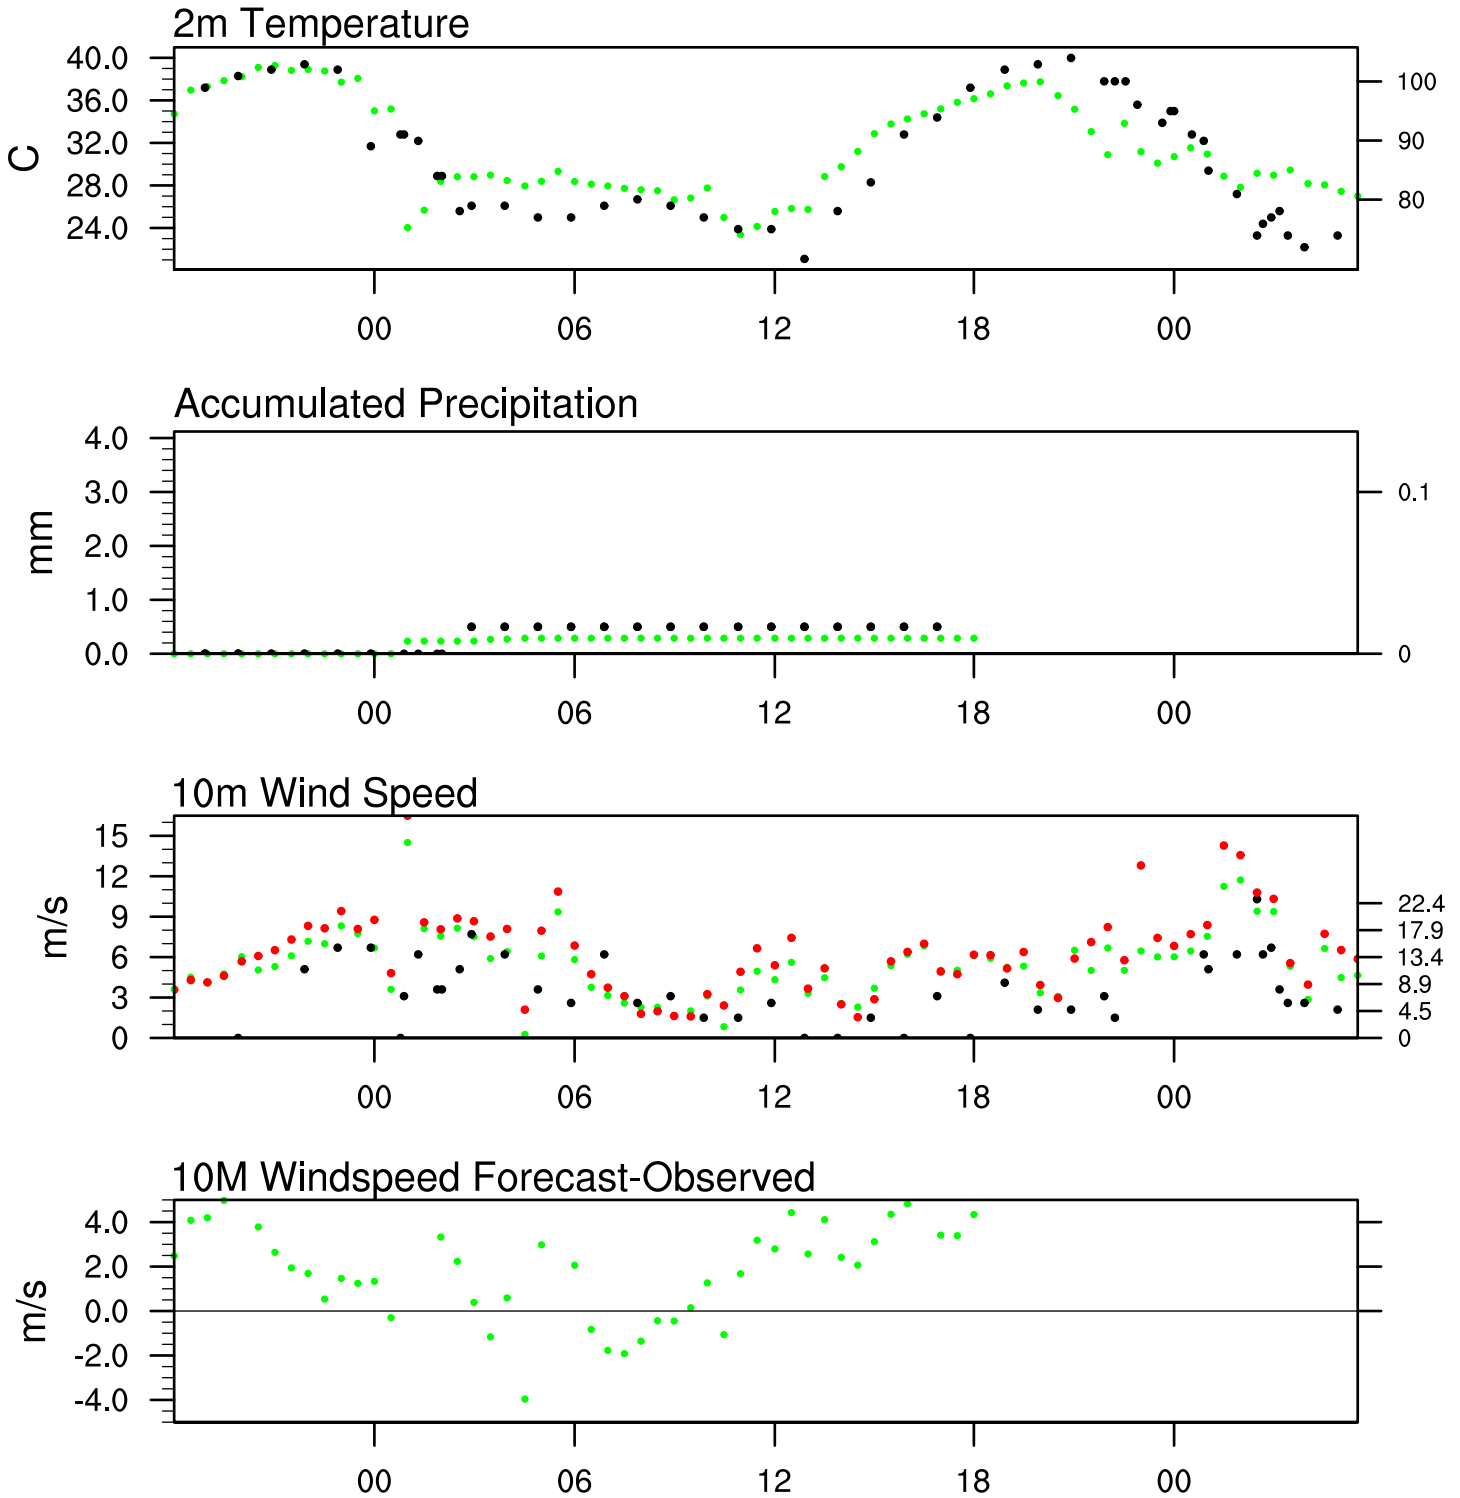 2m Temperature
40.0
36.0
32.0
28.0
24.0
C
100
90
80
00 06 12 18 00
Accumulated Precipitation
4.0
3.0
2.0
1.0
0.0
mm
0.1
0
00 06 12 18 00
10m Wind Speed
15
12
9
6
3
0
m/s
22.4
17.9
13.4
8.9
4.5
0
00 06 12 18 00
10M Windspeed Forecast-Observed
4.0
2.0
0.0
-2.0
-4.0
m/s
00 06 12 18 00